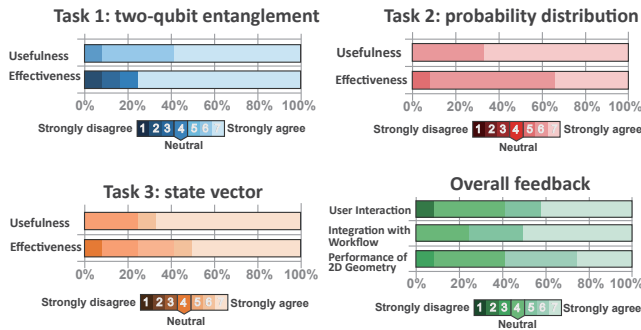 Task 1: two-qubit entanglement
Usefulness
Effectiveness
0% 20% 40% 60% 80% 100%
Strongly disagree 1 2 3 4 5 6 7 Strongly agree
Neutral
Task 2: probability distribution
Usefulness
Effectiveness
0% 20% 40% 60% 80% 100%
Strongly disagree 1 2 3 4 5 6 7 Strongly agree
Neutral
Task 3: state vector
Usefulness
Effectiveness
0% 20% 40% 60% 80% 100%
Strongly disagree 1 2 3 4 5 6 7 Strongly agree
Neutral
Overall feedback
User Interaction
Integration with
Workflow
Performance of
2D Geometry
0% 20% 40% 60% 80% 100%
Strongly disagree 1 2 3 4 5 6 7 Strongly agree
Neutral